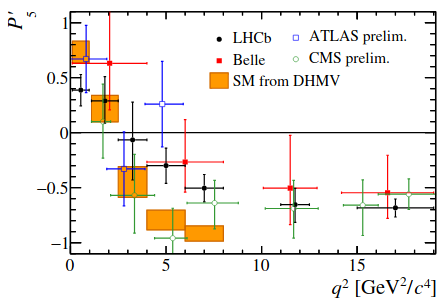 P′5
1
0.5
0
−0.5
−1
LHCb
Belle
SM from DHMV
ATLAS prelim.
CMS prelim.
0 5 10 15
q² [GeV²/c⁴]